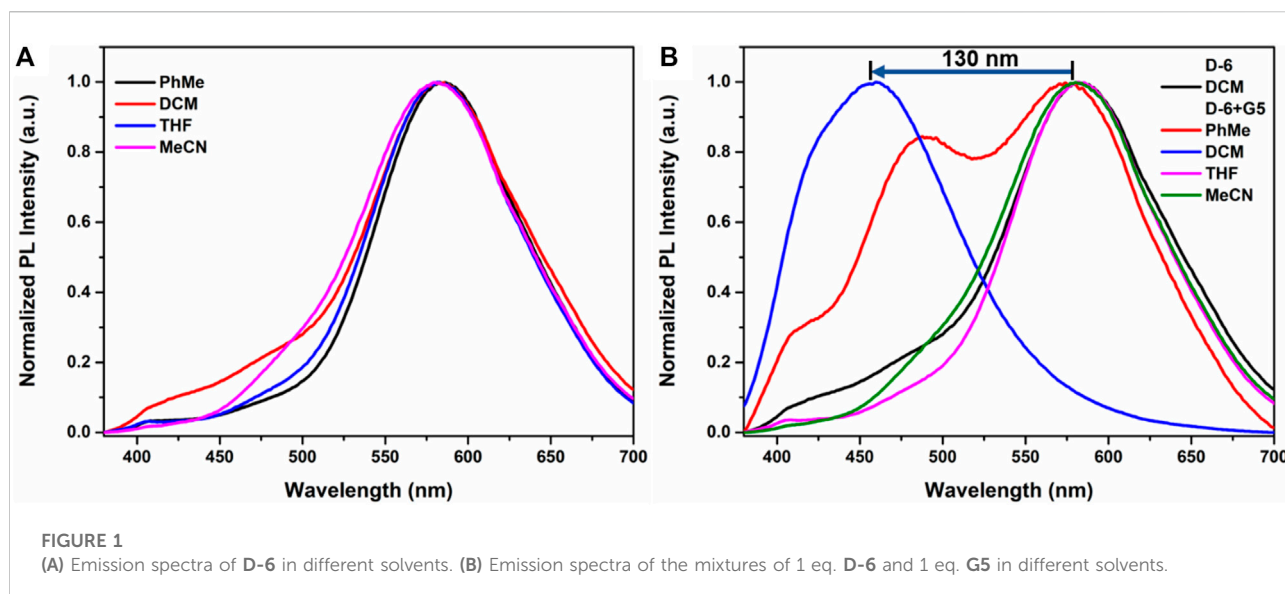 A
PhMe
DCM
THF
MeCN
1.0
0.8
0.6
0.4
0.2
0.0
Normalized PL Intensity (a.u.)
400 450 500 550 600 650 700
Wavelength (nm)
B
130 nm
D-6
DCM
D-6+G5
PhMe
DCM
THF
MeCN
1.0
0.8
0.6
0.4
0.2
0.0
Normalized PL Intensity (a.u.)
400 450 500 550 600 650 700
Wavelength (nm)
FIGURE 1
(A) Emission spectra of D-6 in different solvents. (B) Emission spectra of the mixtures of 1 eq. D-6 and 1 eq. G5 in different solvents.